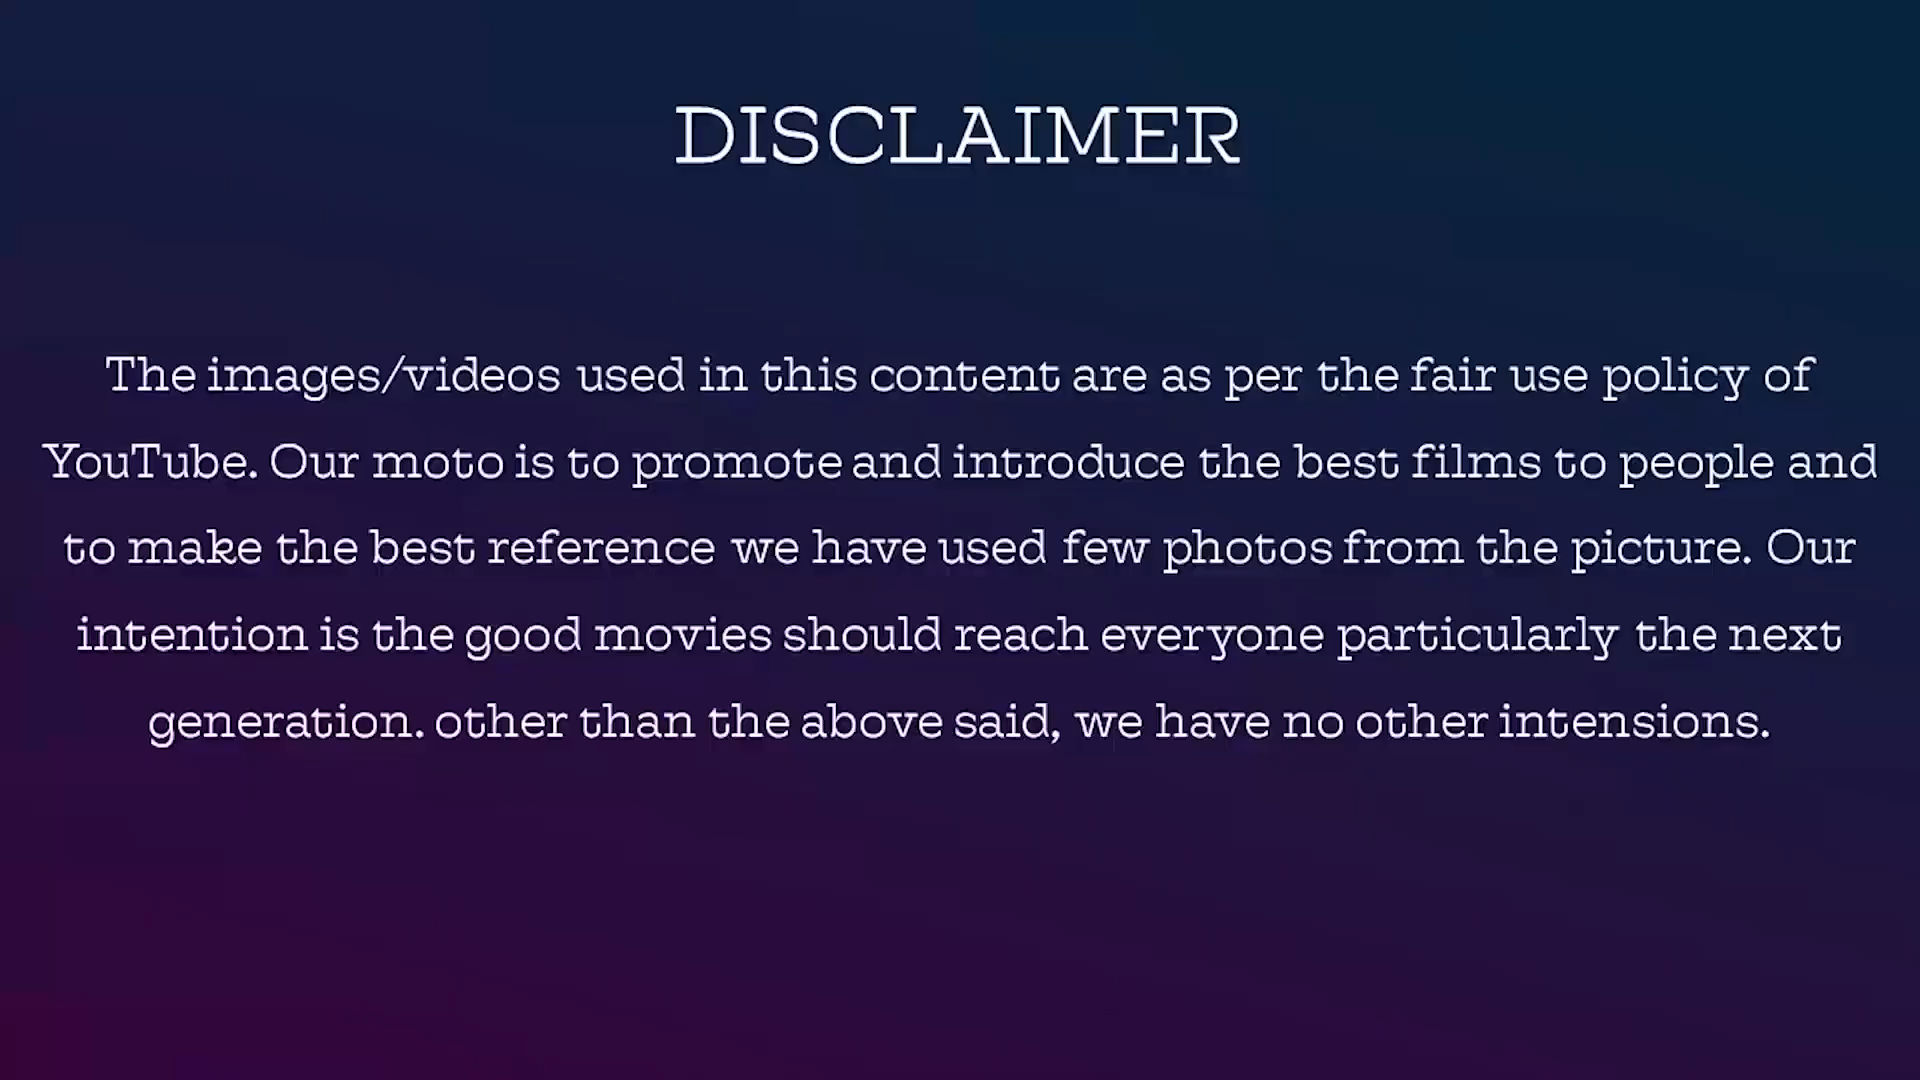 DISCLAIMER
The images/videos used in this content are as per the fair use policy of
YouTube. Our moto is to promote and introduce the best films to people and
to make the best reference we have used few photos from the picture. Our
intention is the good movies should reach everyone particularly the next
generation. other than the above said, we have no other intensions.